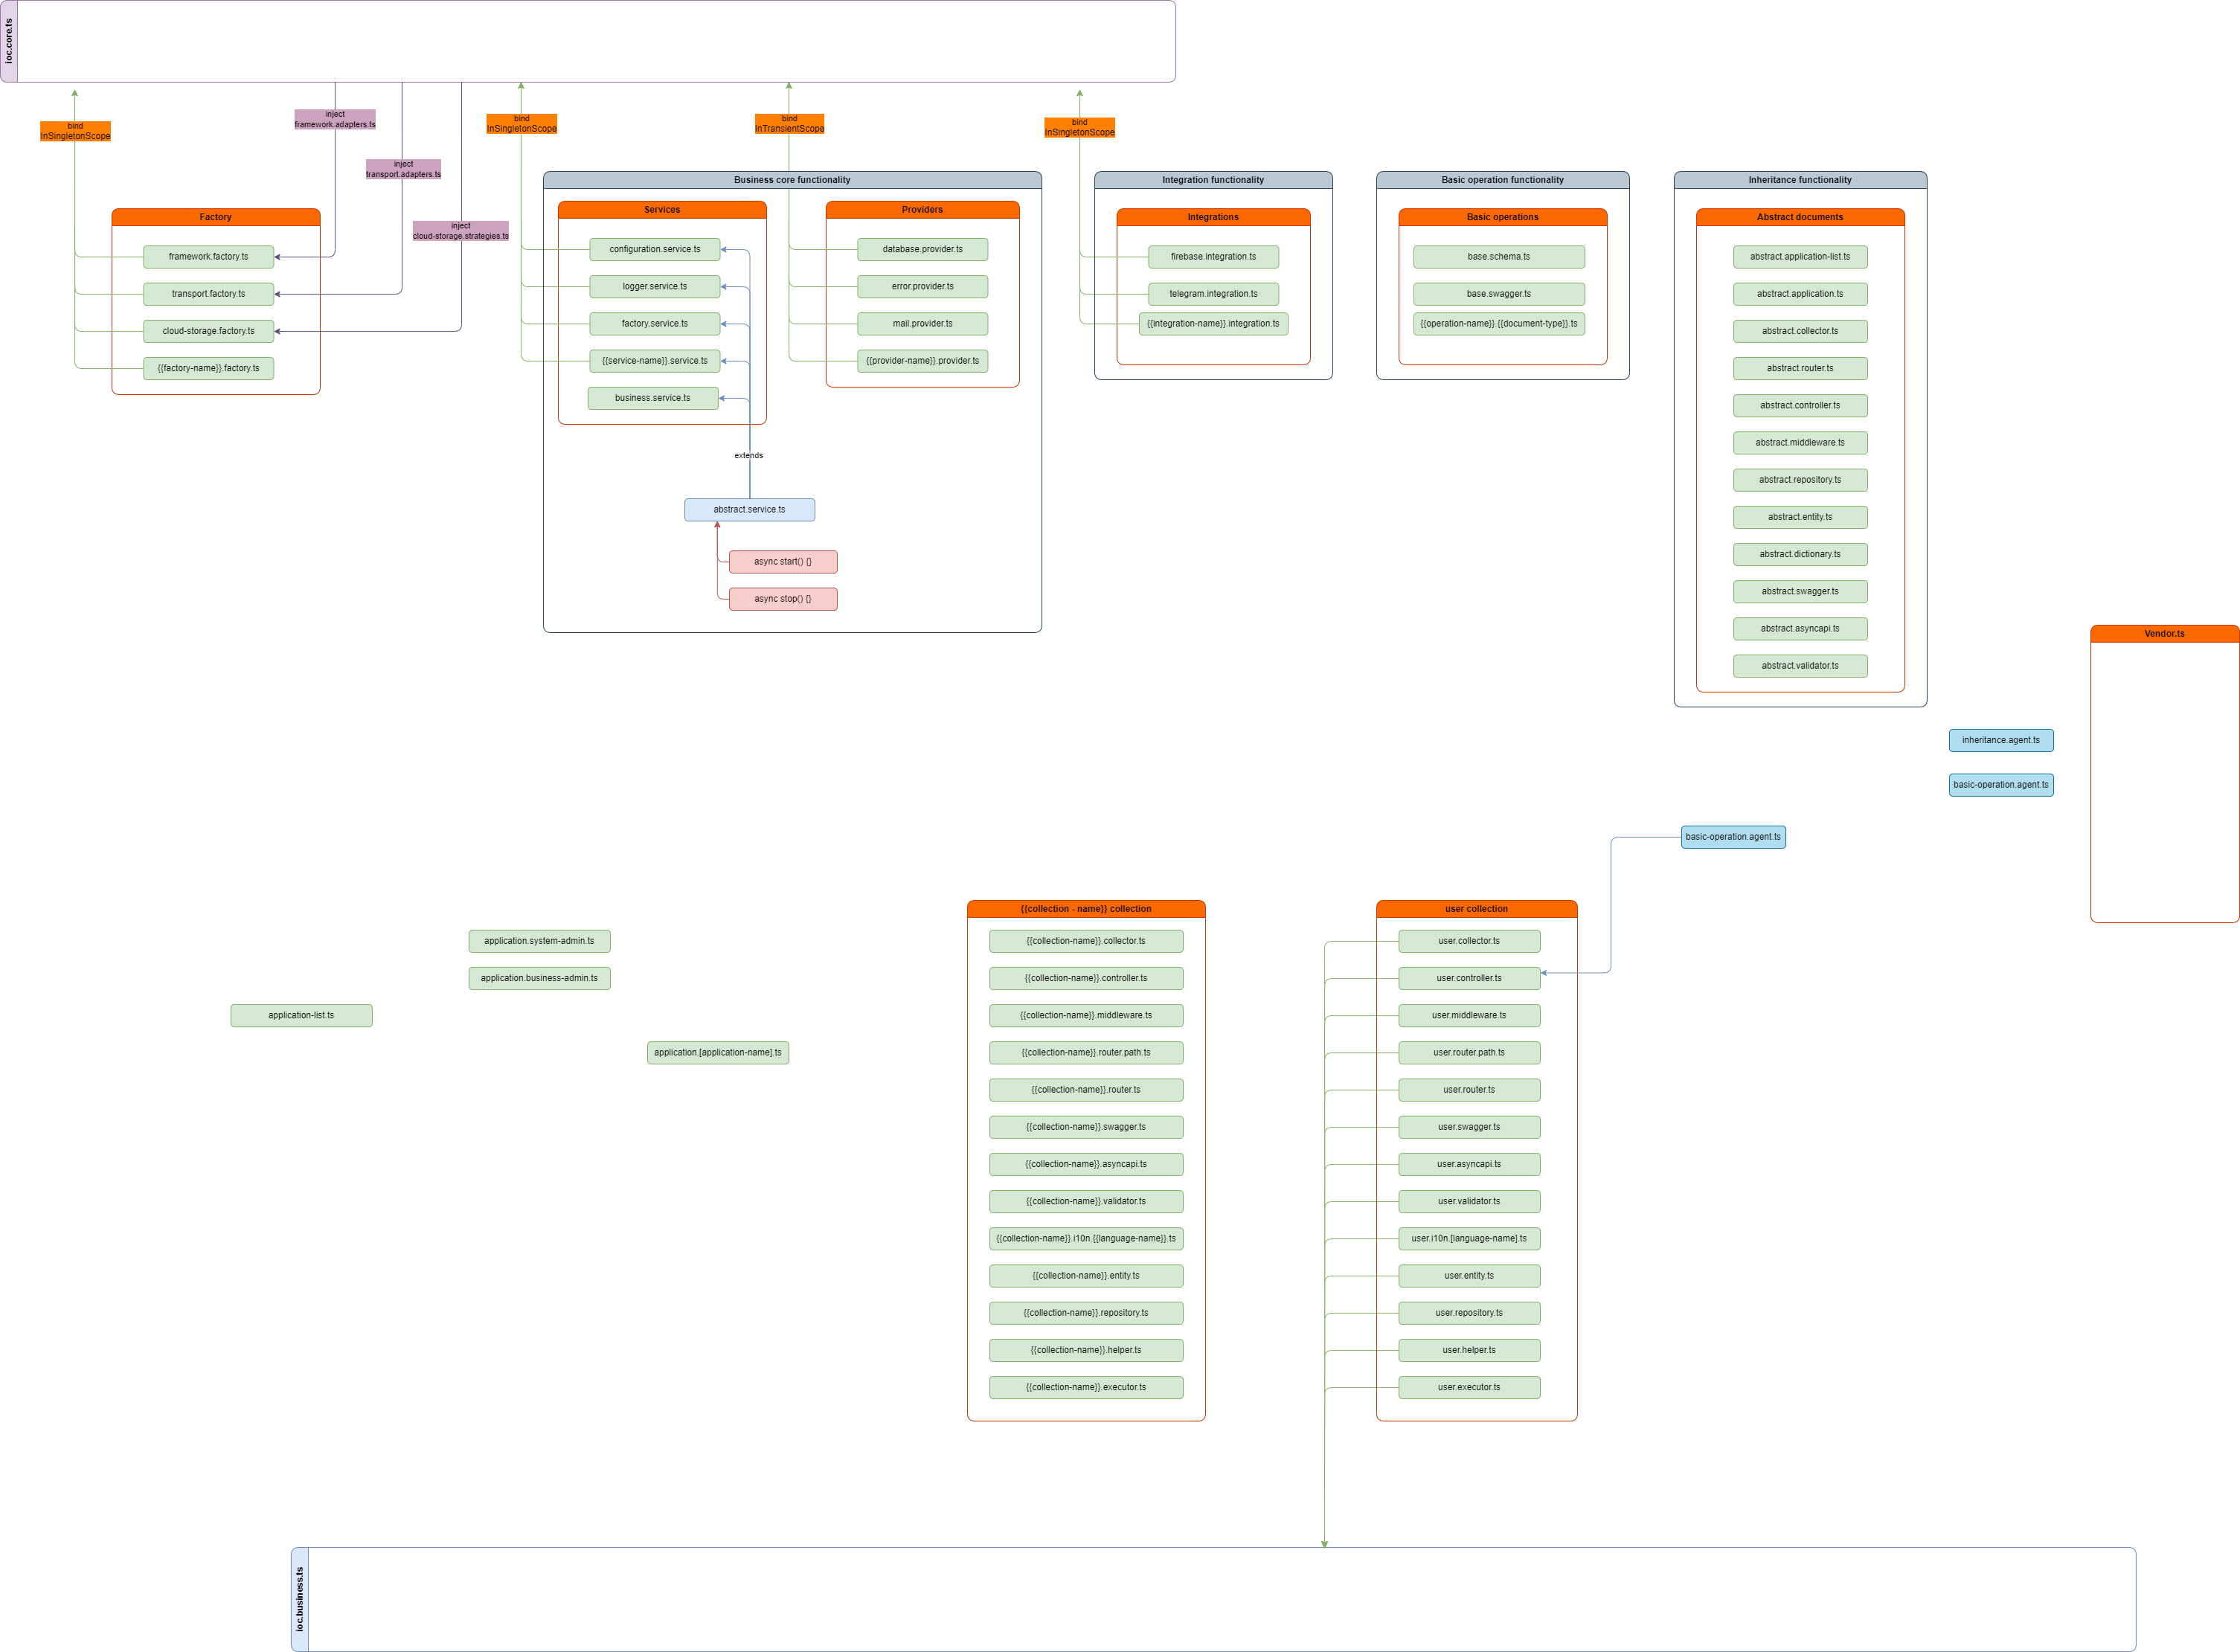 ioc.core.ts
bind
InSingletonScope
inject
framework.adapters.ts
inject
transport.adapters.ts
inject
cloud-storage.strategies.ts
bind
InSingletonScope
bind
InTransientScope
bind
InSingletonScope
Factory
framework.factory.ts
transport.factory.ts
cloud-storage.factory.ts
{{factory-name}}.factory.ts
Business core functionality
Services
configuration.service.ts
logger.service.ts
factory.service.ts
{{service-name}}.service.ts
business.service.ts
Providers
database.provider.ts
error.provider.ts
mail.provider.ts
{{provider-name}}.provider.ts
extends
abstract.service.ts
async start() {}
async stop() {}
Integration functionality
Integrations
firebase.integration.ts
telegram.integration.ts
{{integration-name}}.integration.ts
Basic operation functionality
Basic operations
base.schema.ts
base.swagger.ts
{{operation-name}}.{{document-type}}.ts
Inheritance functionality
Abstract documents
abstract.application-list.ts
abstract.application.ts
abstract.collector.ts
abstract.router.ts
abstract.controller.ts
abstract.middleware.ts
abstract.repository.ts
abstract.entity.ts
abstract.dictionary.ts
abstract.swagger.ts
abstract.asyncapi.ts
abstract.validator.ts
Vendor.ts
inheritance.agent.ts
basic-operation.agent.ts
basic-operation.agent.ts
application.system-admin.ts
application.business-admin.ts
application-list.ts
application.[application-name].ts
{{collection - name}} collection
{{collection-name}}.collector.ts
{{collection-name}}.controller.ts
{{collection-name}}.middleware.ts
{{collection-name}}.router.path.ts
{{collection-name}}.router.ts
{{collection-name}}.swagger.ts
{{collection-name}}.asyncapi.ts
{{collection-name}}.validator.ts
{{collection-name}}.i10n.{{language-name}}.ts
{{collection-name}}.entity.ts
{{collection-name}}.repository.ts
{{collection-name}}.helper.ts
{{collection-name}}.executor.ts
user collection
user.collector.ts
user.controller.ts
user.middleware.ts
user.router.path.ts
user.router.ts
user.swagger.ts
user.asyncapi.ts
user.validator.ts
user.i10n.[language-name].ts
user.entity.ts
user.repository.ts
user.helper.ts
user.executor.ts
ioc.business.ts